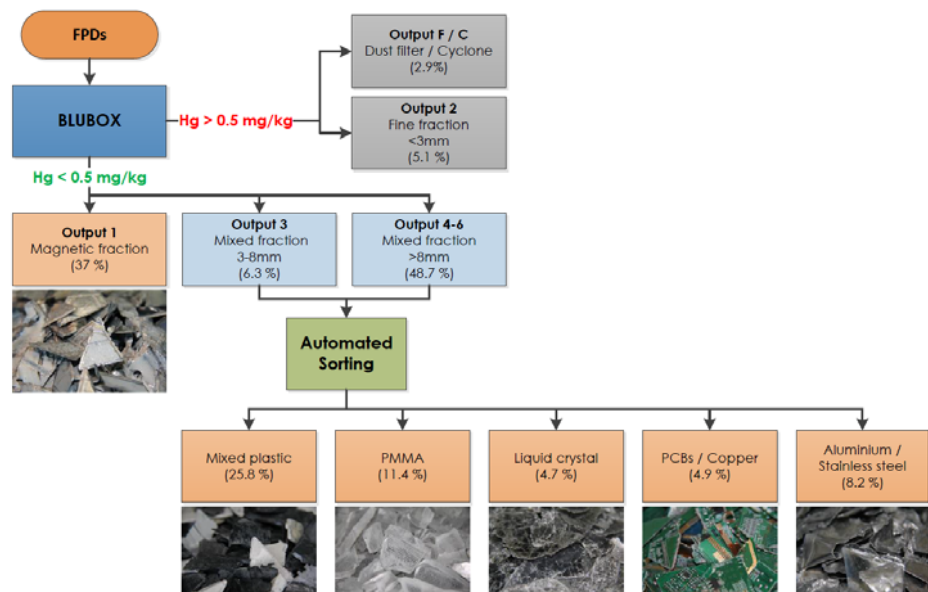 FPDs
BLUBOX
Hg > 0.5 mg/kg
Output F / C
Dust filter / Cyclone
(2.9%)
Output 2
Fine fraction
<3mm
(5.1 %)
Hg < 0.5 mg/kg
Output 1
Magnetic fraction
(37 %)
Output 3
Mixed fraction
3-8mm
(6.3 %)
Output 4-6
Mixed fraction
>8mm
(48.7 %)
Automated
Sorting
Mixed plastic
(25.8 %)
PMMA
(11.4 %)
Liquid crystal
(4.7 %)
PCBs / Copper
(4.9 %)
Aluminium /
Stainless steel
(8.2 %)